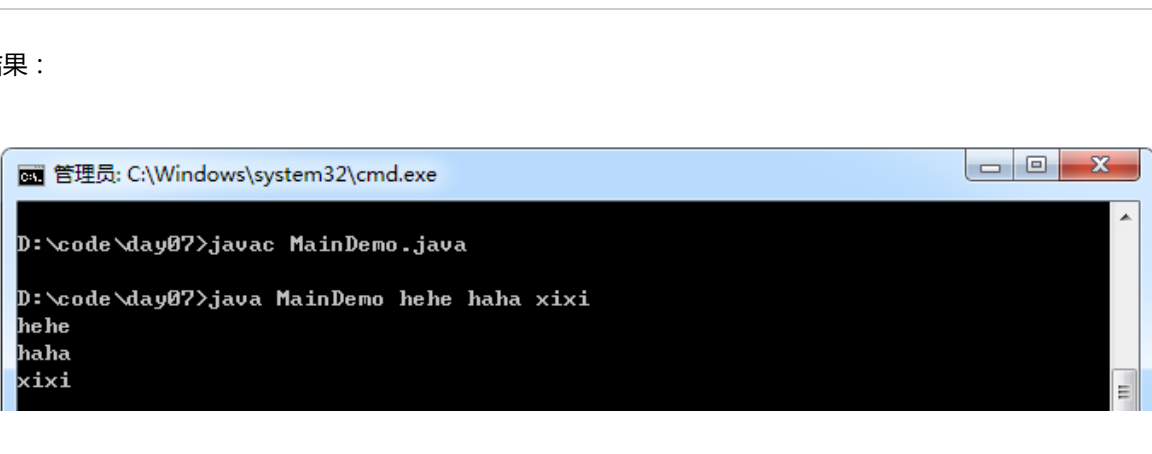 果：
管理员: C:\Windows\system32\cmd.exe
D:\code\day07>javac MainDemo.java
D:\code\day07>java MainDemo hehe haha xixi
hehe
haha
xixi